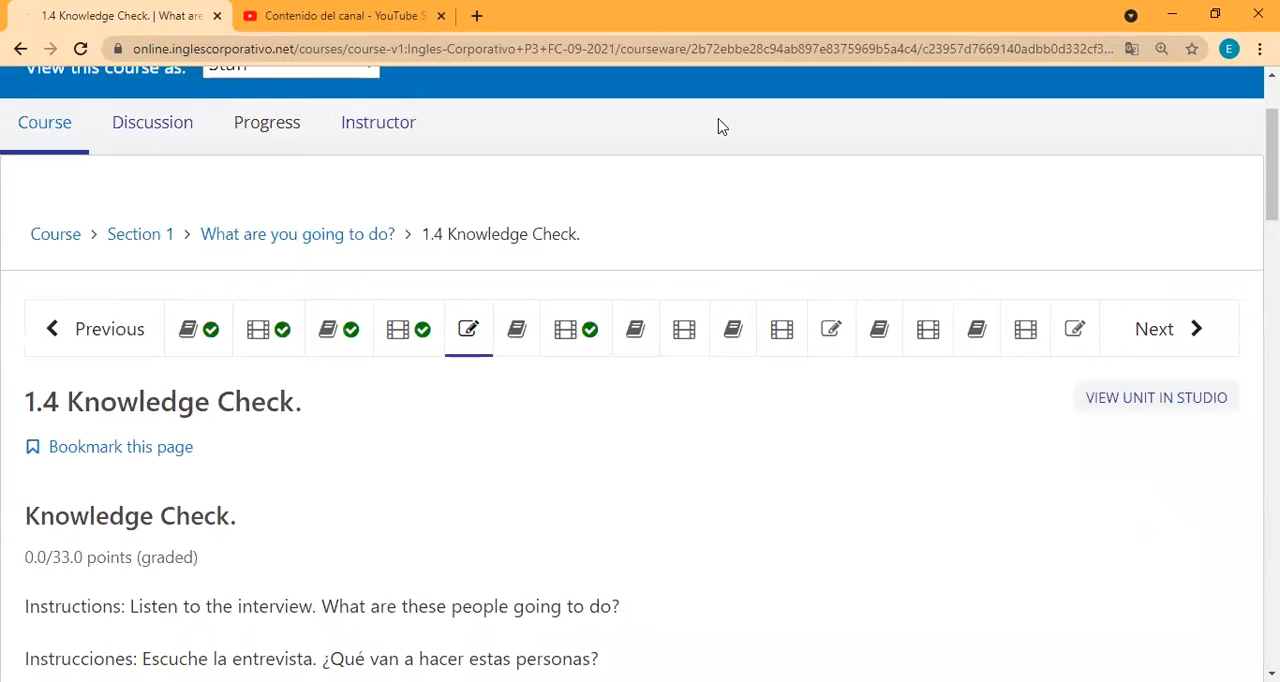 1.4 Knowledge Check. | What are
Contenido del canal - YouTube S
online.inglescorporativo.net/courses/course-v1:Ingles-Corporativo+P3+FC-09-2021/courseware/2b72ebbe28c94ab897e8375969b5a4c4/c23957d7669140adbb0d332cf3...
E
View this course as: Staff
Course Discussion Progress Instructor
Course > Section 1 > What are you going to do? > 1.4 Knowledge Check.
Previous Next
1.4 Knowledge Check.
VIEW UNIT IN STUDIO
Bookmark this page
Knowledge Check.
0.0/33.0 points (graded)
Instructions: Listen to the interview. What are these people going to do?
Instrucciones: Escuche la entrevista. ¿Qué van a hacer estas personas?